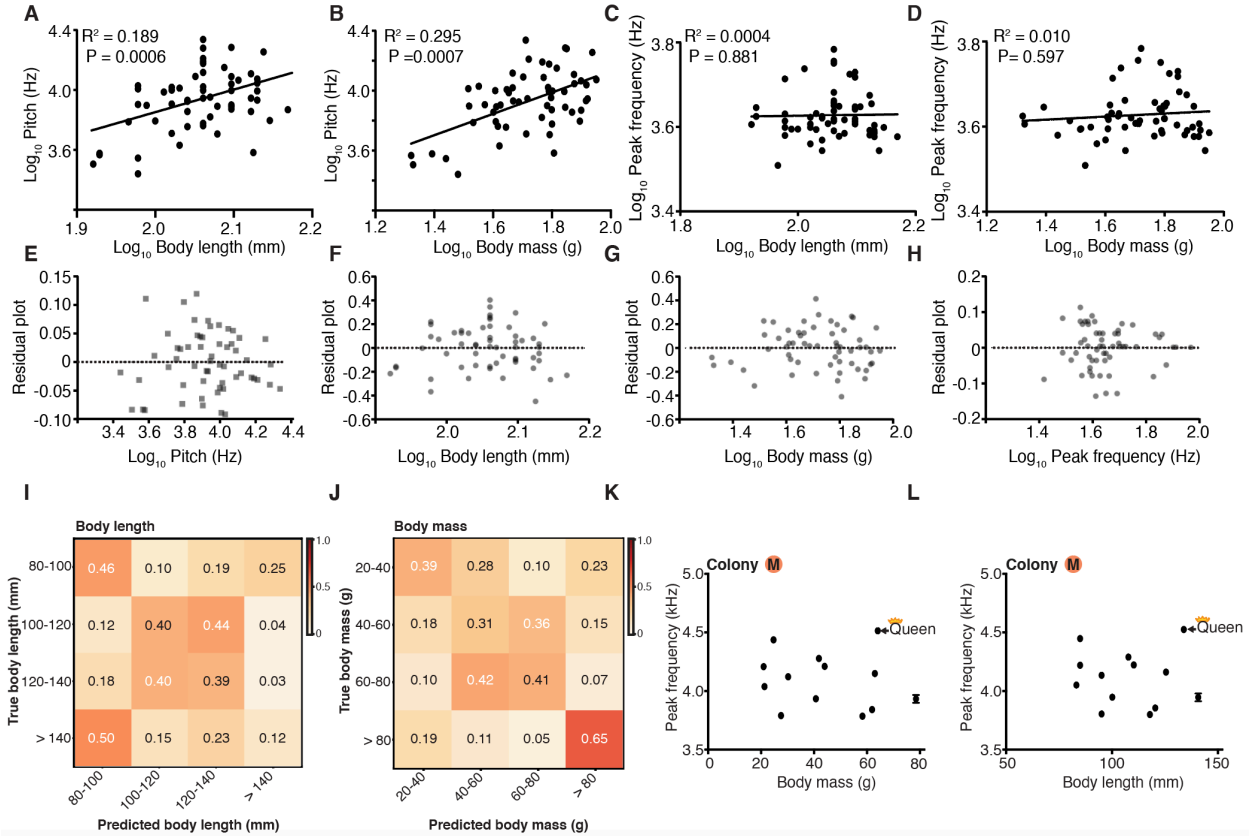 A
R² = 0.189
P = 0.0006
Log10 Pitch (Hz)
4.4
4.0
3.6
1.9
2.0
2.1
2.2
Log10 Body length (mm)
B
R² = 0.295
P =0.0007
Log10 Pitch (Hz)
4.4
4.0
3.6
1.2
1.4
1.6
1.8
2.0
Log10 Body mass (g)
C
R² = 0.0004
P = 0.881
Log10 Peak frequency (Hz)
3.8
3.6
3.4
1.8
2.0
2.2
Log10 Body length (mm)
D
R² = 0.010
P= 0.597
Log10 Peak frequency (Hz)
3.8
3.6
3.4
1.2
1.4
1.6
1.8
2.0
Log10 Body mass (g)
E
Residual plot
0.15
0.10
0.05
0
-0.05
-0.10
3.4
3.6
3.8
4.0
4.2
4.4
Log10 Pitch (Hz)
F
Residual plot
0.6
0.4
0.2
0
-0.2
-0.4
-0.6
2.0
2.1
2.2
Log10 Body length (mm)
G
Residual plot
0.6
0.4
0.2
0
-0.2
-0.4
-0.6
1.4
1.6
1.8
2.0
Log10 Body mass (g)
H
Residual plot
0.2
0.1
0
-0.1
-0.2
1.4
1.6
1.8
2.0
Log10 Peak frequency (Hz)
I
Body length
True body length (mm)
80-100 0.46 0.10 0.19 0.25
100-120 0.12 0.40 0.44 0.04
120-140 0.18 0.40 0.39 0.03
> 140 0.50 0.15 0.23 0.12
80-100 100-120 120-140 > 140
Predicted body length (mm)
1.0
0.5
0
J
Body mass
True body mass (g)
20-40 0.39 0.28 0.10 0.23
40-60 0.18 0.31 0.36 0.15
60-80 0.10 0.42 0.41 0.07
> 80 0.19 0.11 0.05 0.65
20-40 40-60 60-80 > 80
Predicted body mass (g)
1.0
0.5
0
K
Colony M
Peak frequency (kHz)
5.0
4.5
4.0
3.5
Queen
0
20
40
60
80
Body mass (g)
L
Colony M
Peak frequency (kHz)
5.0
4.5
4.0
3.5
Queen
50
100
150
Body length (mm)